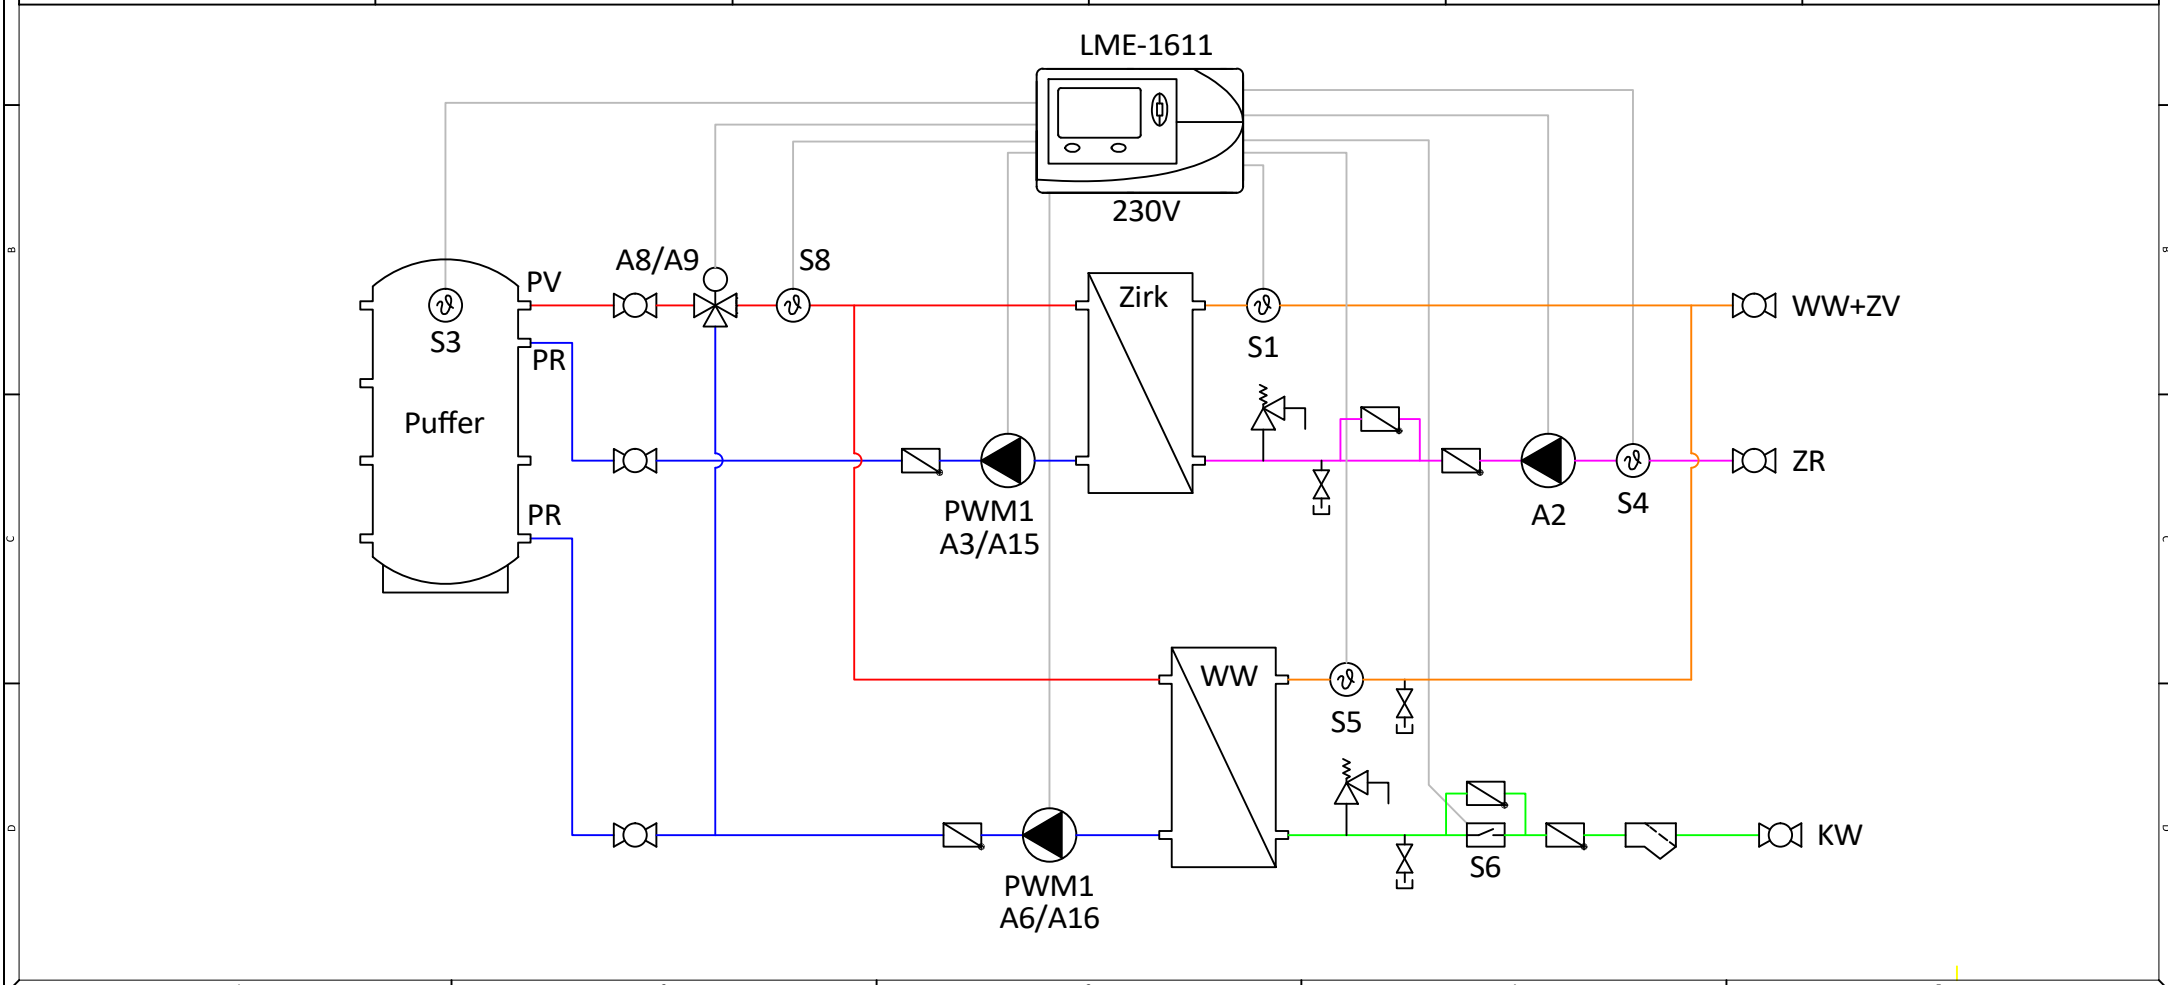 LME-1611
230V
A8/A9
S8
PV
Zirk
WW+ZV
S3
S1
PR
Puffer
ZR
S4
PWM1
A2
A3/A15
PR
WW
S5
S6
KW
PWM1
A6/A16
B
B
C
C
D
D